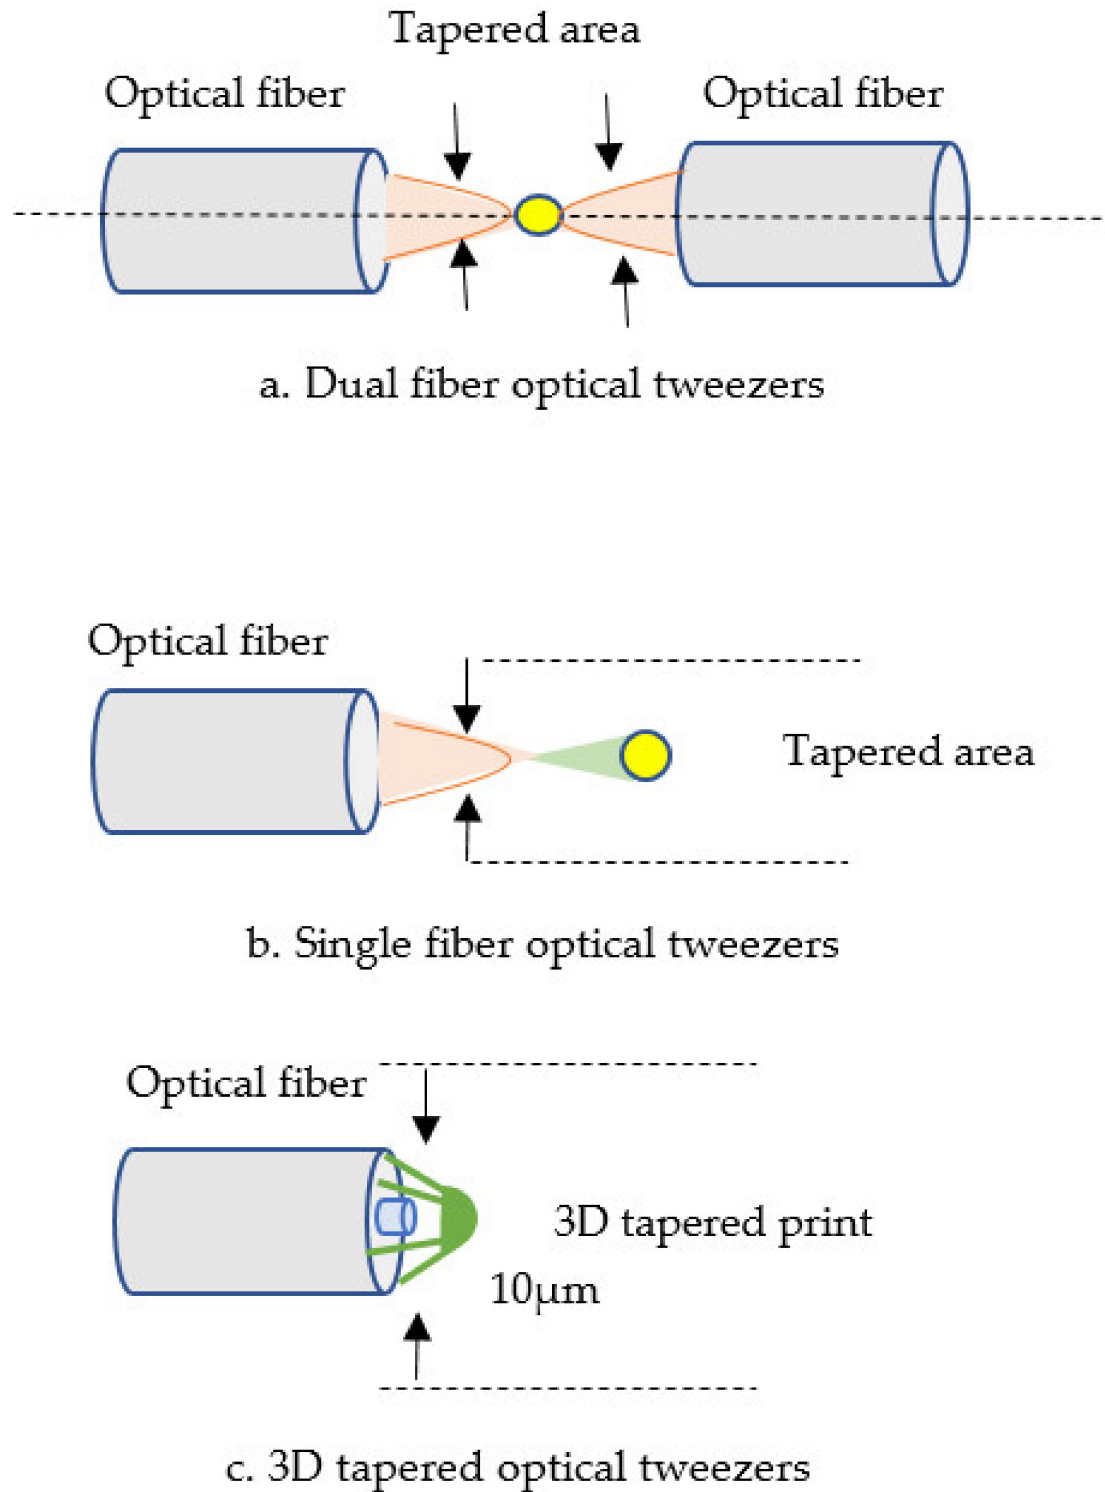 Tapered area
Optical fiber
Optical fiber
a. Dual fiber optical tweezers
Optical fiber
Tapered area
b. Single fiber optical tweezers
Optical fiber
3D tapered print
10µm
c. 3D tapered optical tweezers